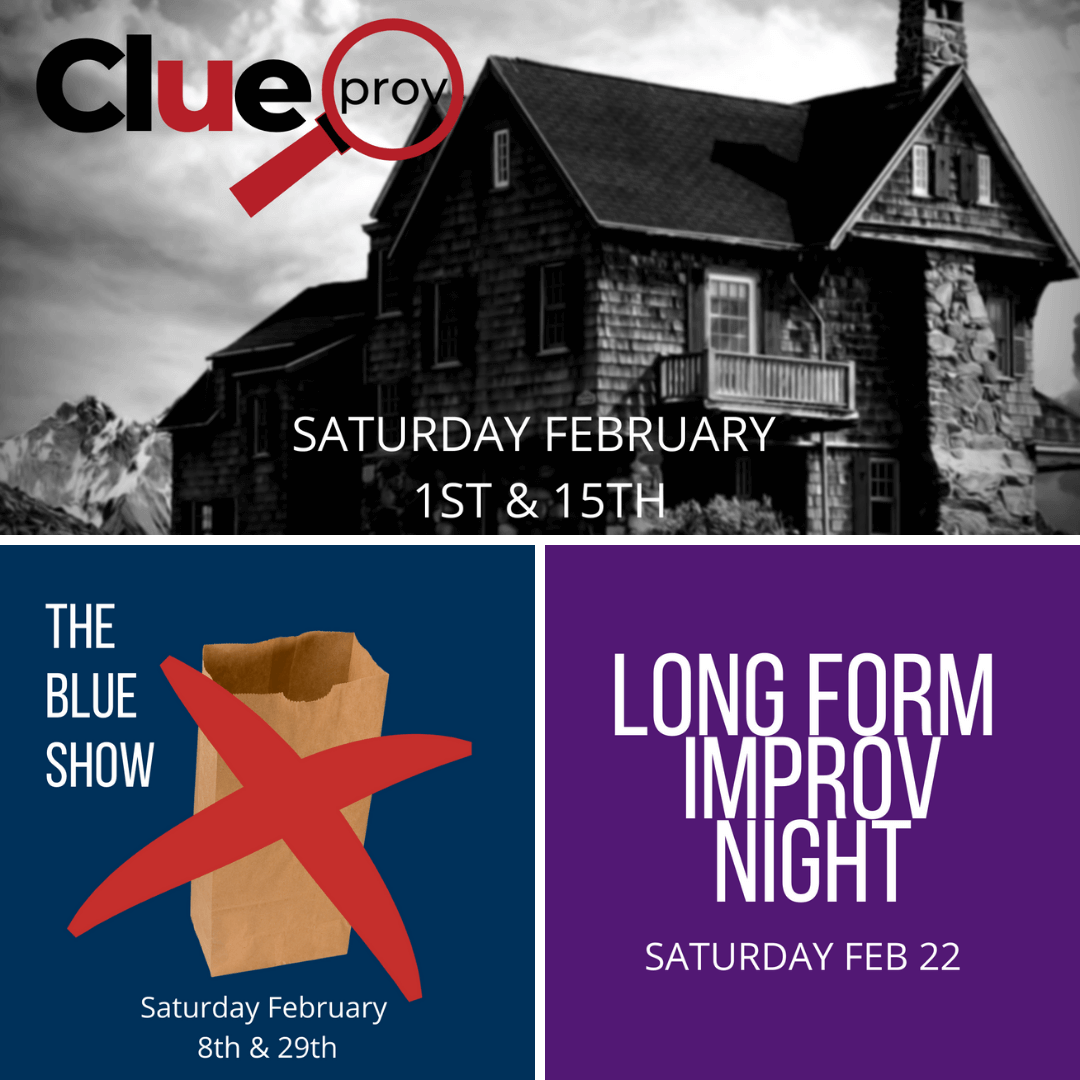 Clue prov
SATURDAY FEBRUARY
1ST & 15TH
THE
BLUE
SHOW
Saturday February
8th & 29th
LONG FORM
IMPROV
NIGHT
SATURDAY FEB 22